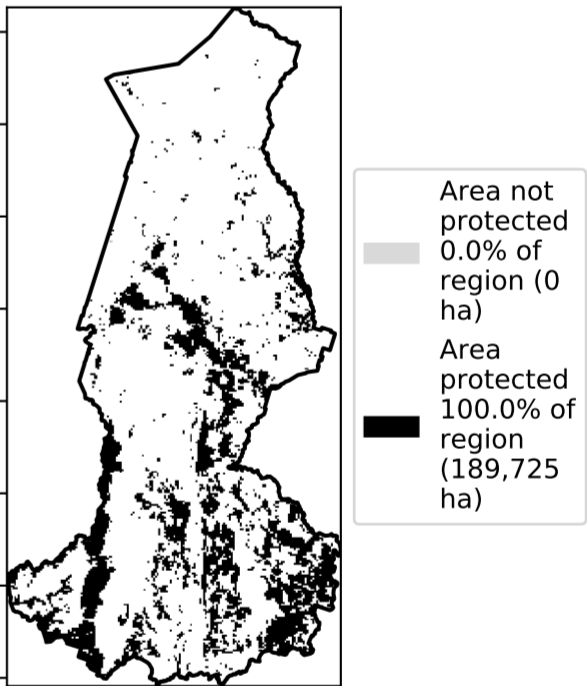 Area not
protected
0.0% of
region (0
ha)
Area
protected
100.0% of
region
(189,725
ha)